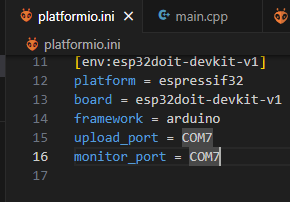 platformio.ini
main.cpp
platformio.ini
11 [env:esp32doit-devkit-v1]
12 platform = espressif32
13 board = esp32doit-devkit-v1
14 framework = arduino
15 upload_port = COM7
16 monitor_port = COM7
17